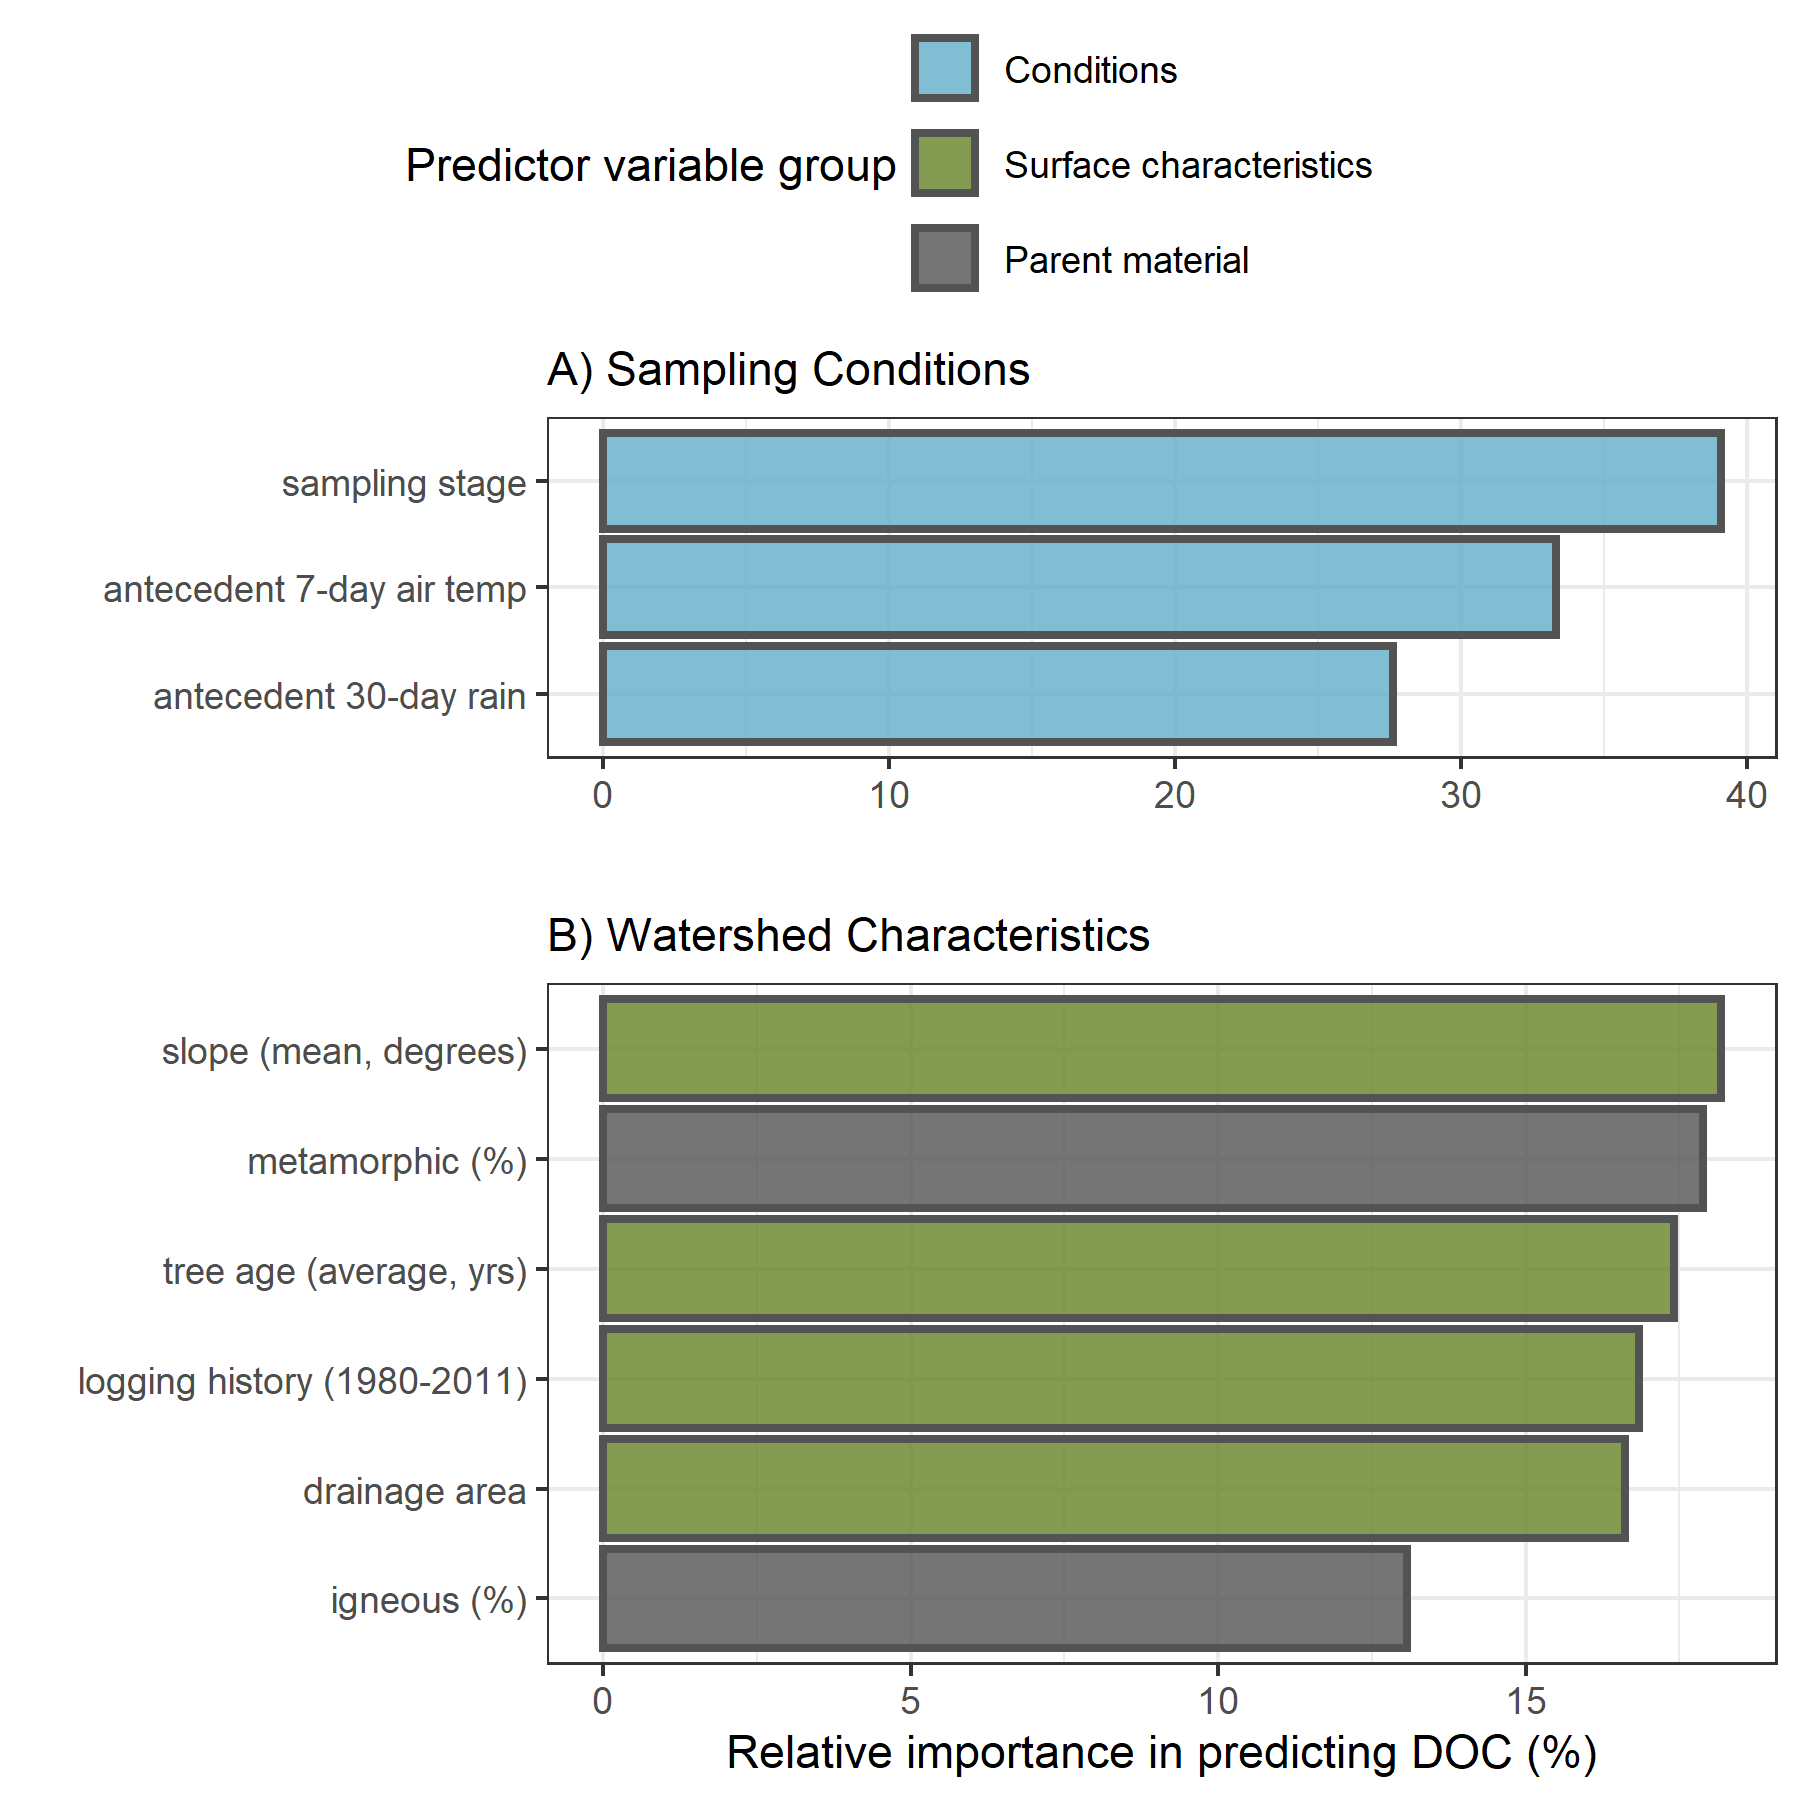 Predictor variable group
Conditions
Surface characteristics
Parent material
A) Sampling Conditions
sampling stage
antecedent 7-day air temp
antecedent 30-day rain
0 10 20 30 40
B) Watershed Characteristics
slope (mean, degrees)
metamorphic (%)
tree age (average, yrs)
logging history (1980-2011)
drainage area
igneous (%)
0 5 10 15
Relative importance in predicting DOC (%)